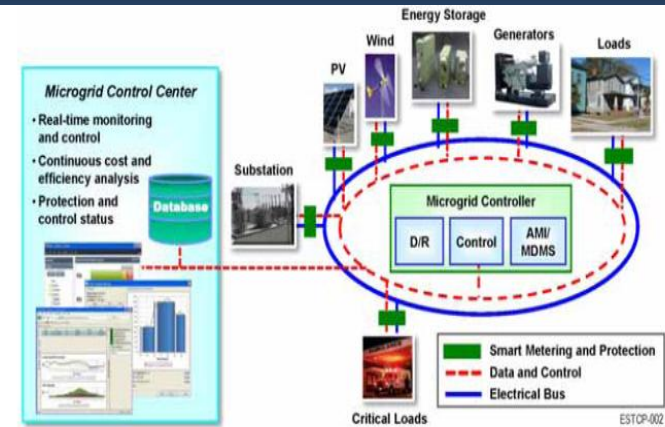 Microgrid Control Center
• Real-time monitoring
and control
• Continuous cost and
efficiency analysis
• Protection and
control status
Database
Substation
PV
Wind
Energy Storage
Generators
Loads
Microgrid Controller
D/R
Control
AMI/
MDMS
Critical Loads
Smart Metering and Protection
Data and Control
Electrical Bus
ESTCP-002